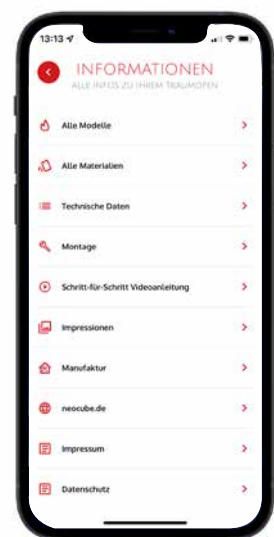 13:13
INFORMATIONEN
ALLE INFOS ZU IHREM TRAUMOFEN
Alle Modelle
Alle Materialien
Technische Daten
Montage
Schritt-für-Schritt Videoanleitung
Impressionen
Manufaktur
neocube.de
Impressum
Datenschutz